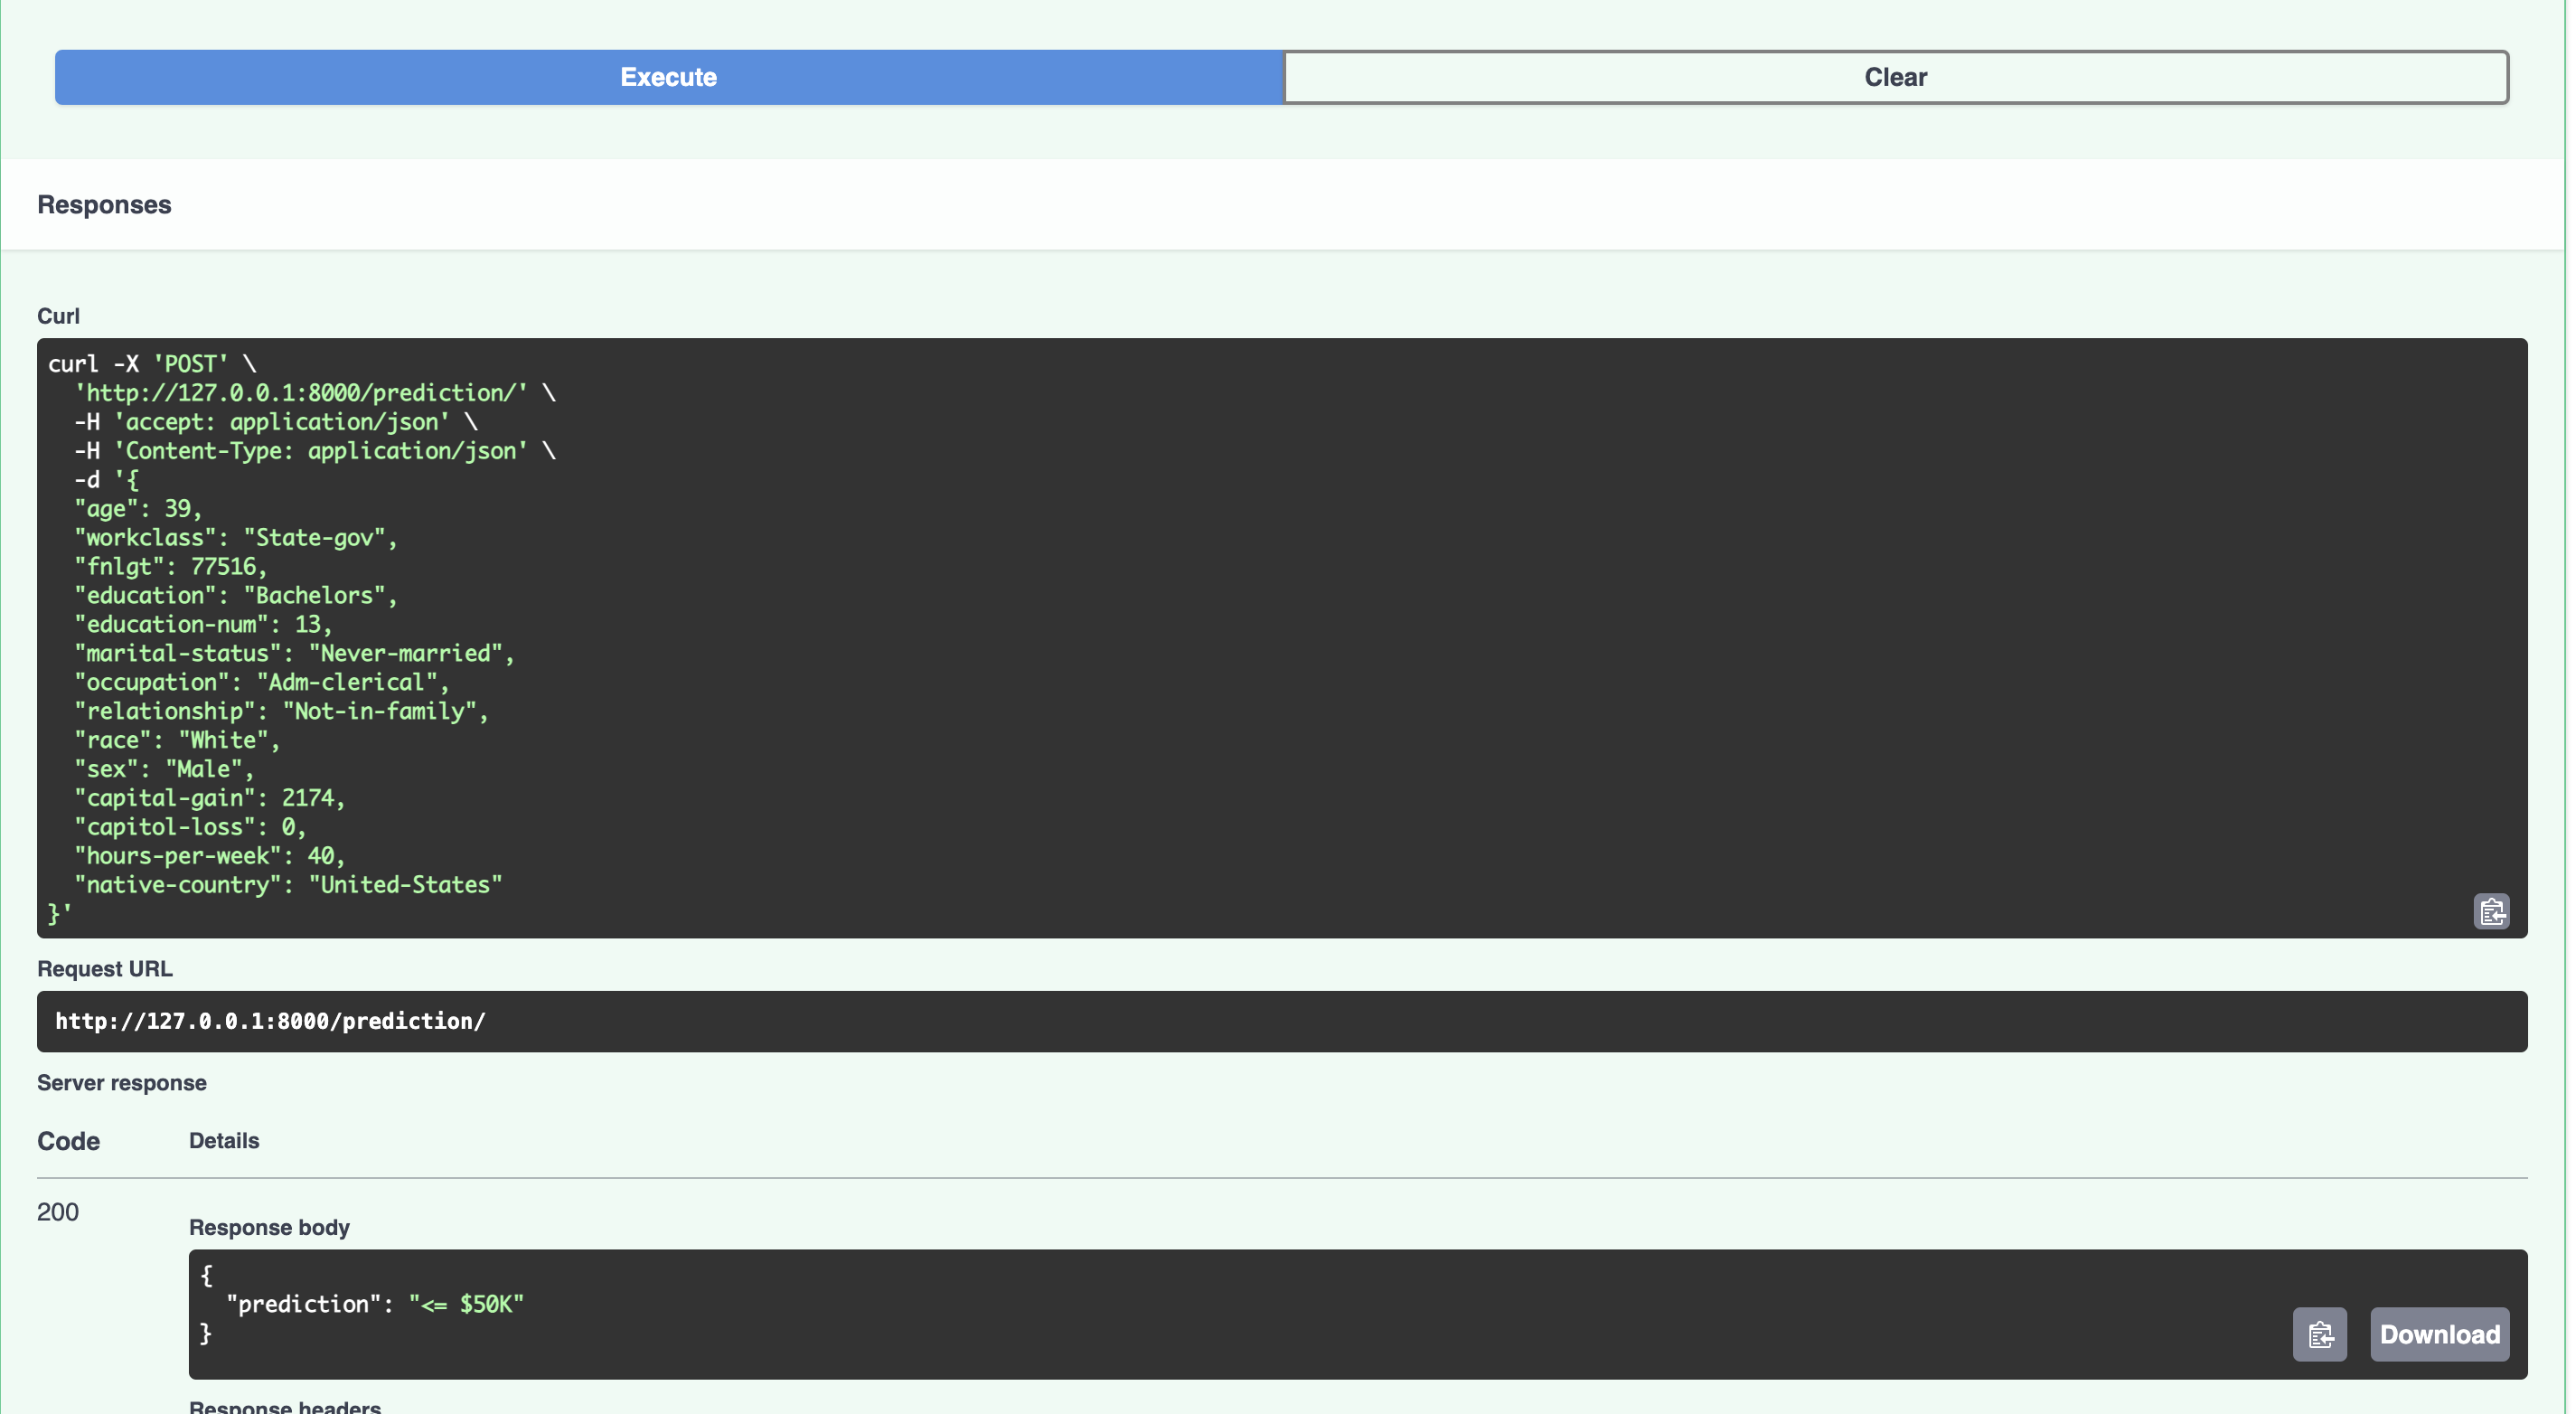 Execute
Clear
Responses
Curl
curl -X 'POST' \
  'http://127.0.0.1:8000/prediction/' \
  -H 'accept: application/json' \
  -H 'Content-Type: application/json' \
  -d '{
  "age": 39,
  "workclass": "State-gov",
  "fnlgt": 77516,
  "education": "Bachelors",
  "education-num": 13,
  "marital-status": "Never-married",
  "occupation": "Adm-clerical",
  "relationship": "Not-in-family",
  "race": "White",
  "sex": "Male",
  "capital-gain": 2174,
  "capitol-loss": 0,
  "hours-per-week": 40,
  "native-country": "United-States"
}'
Request URL
http://127.0.0.1:8000/prediction/
Server response
Code
Details
200
Response body
{
  "prediction": "<= $50K"
}
Download
Response headers